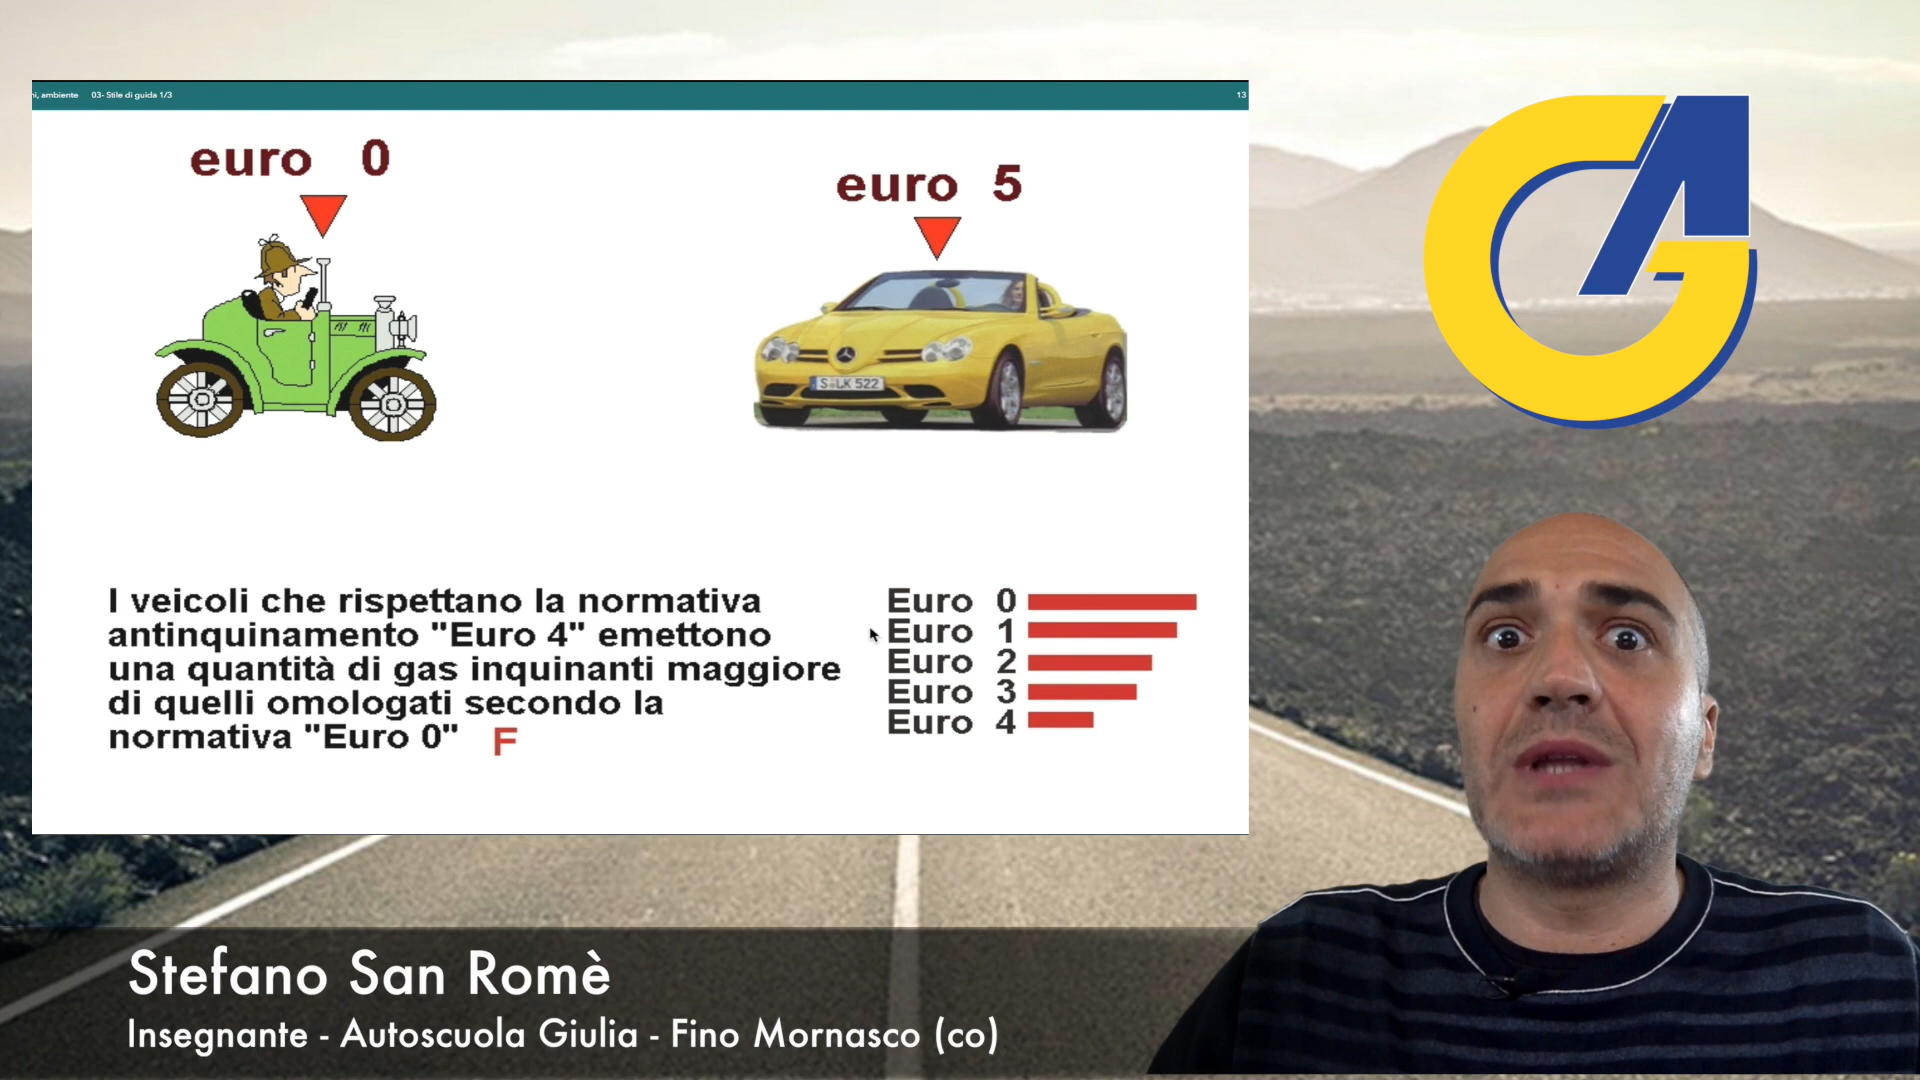 ni, ambiente 03- Stile di guida 1/3
13
euro 0
euro 5
S LK 522
I veicoli che rispettano la normativa
antinquinamento "Euro 4" emettono
una quantità di gas inquinanti maggiore
di quelli omologati secondo la
normativa "Euro 0" F
Euro 0
Euro 1
Euro 2
Euro 3
Euro 4
GA
Stefano San Romè
Insegnante - Autoscuola Giulia - Fino Mornasco (co)